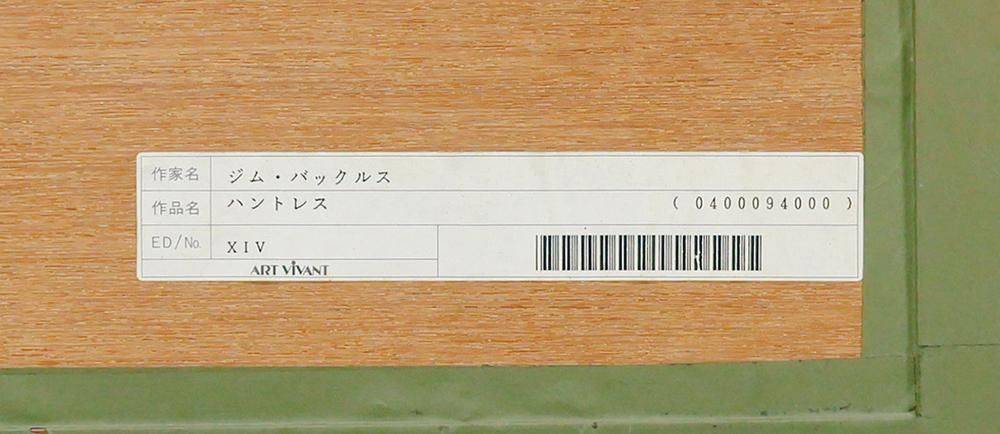 作家名 ジム・バックルス
作品名 ハントレス ( 0400094000 )
ED/No. XIV
ART ViVANT